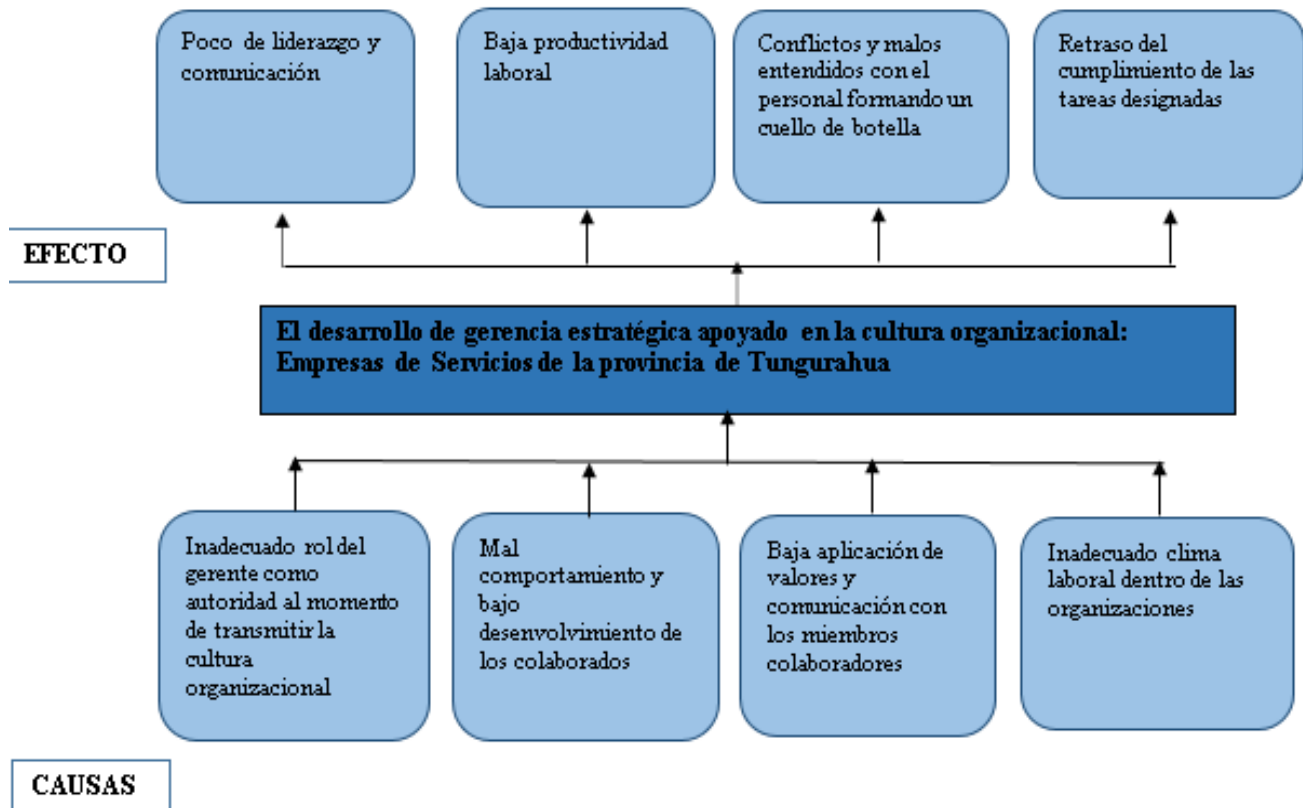 Poco de liderazgo y
comunicación
Baja productividad
laboral
Conflictos y malos
entendidos con el
personal formando un
cuello de botella
Retraso del
cumplimiento de las
tareas designadas
EFECTO
El desarrollo de gerencia estratégica apoyado en la cultura organizacional:
Empresas de Servicios de la provincia de Tungurahua
Inadecuado rol del
gerente como
autoridad al momento
de transmitir la
cultura
organizacional
Mal
comportamiento y
bajo
desenvolvimiento de
los colaborados
Baja aplicación de
valores y
comunicación con
los miembros
colaboradores
Inadecuado clima
laboral dentro de las
organizaciones
CAUSAS